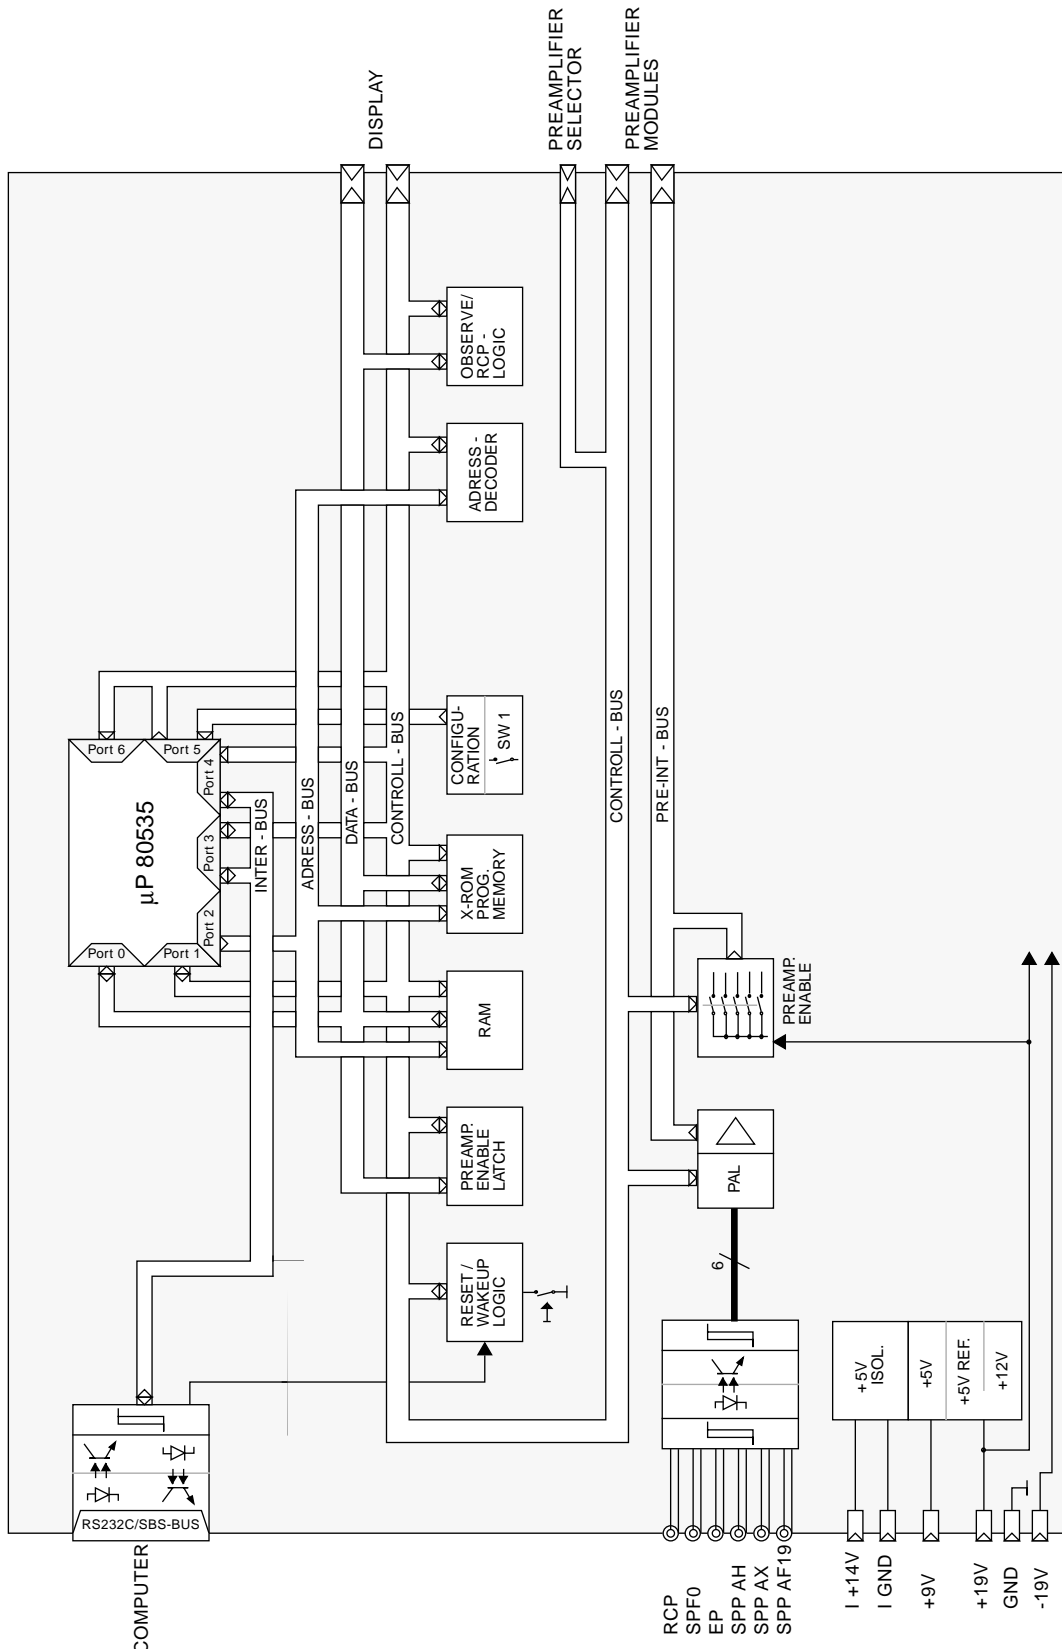 DISPLAY
PREAMPLIFIER
SELECTOR
PREAMPLIFIER
MODULES
OBSERVE/
RCP -
LOGIC
ADRESS -
DECODER
Port 6
Port 5
Port 4
Port 3
Port 2
Port 1
Port 0
µP 80535
INTER - BUS
ADRESS - BUS
DATA - BUS
CONTROLL - BUS
CONTROLL - BUS
PRE-INT - BUS
CONFIGU-
RATION
SW 1
X-ROM
PROG.
MEMORY
RAM
PREAMP.
ENABLE
LATCH
RESET /
WAKEUP
LOGIC
PREAMP.
ENABLE
PAL
6
RS232C/SBS-BUS
COMPUTER
+5V
ISOL.
+5V
+5V REF.
+12V
RCP
SPF0
EP
SPP AH
SPP AX
SPP AF19
I +14V
I GND
+9V
+19V
GND
-19V